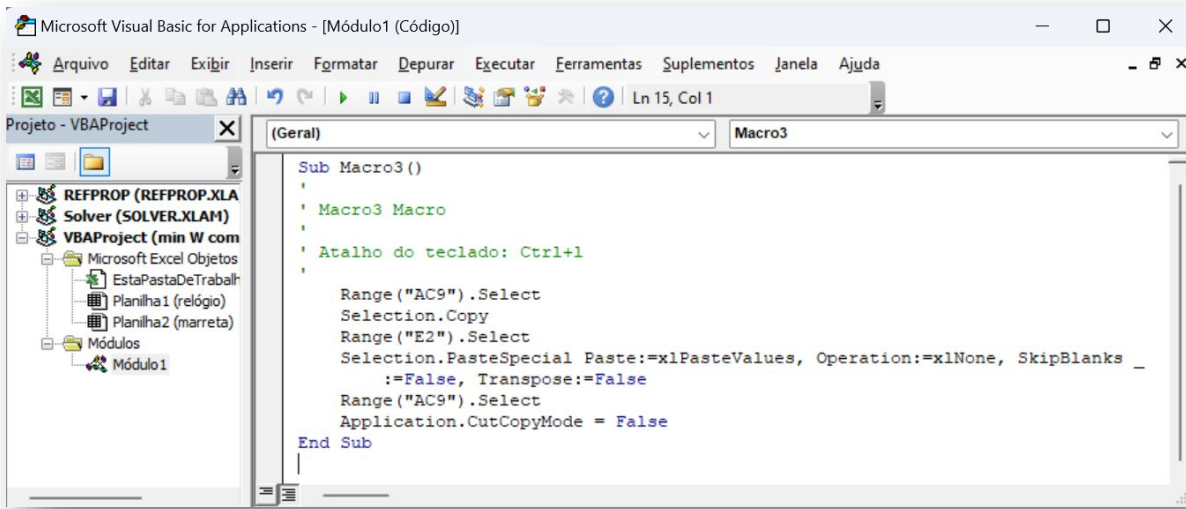 Microsoft Visual Basic for Applications - [Módulo1 (Código)]
Arquivo Editar Exibir Inserir Formatar Depurar Executar Ferramentas Suplementos Janela Ajuda
Ln 15, Col 1
Projeto - VBAProject
(Geral)
Macro3
REFPROP (REFPROP.XLA
Solver (SOLVER.XLAM)
VBAProject (min W com
Microsoft Excel Objetos
EstaPastaDeTrabalh
Planilha1 (relógio)
Planilha2 (marreta)
Módulos
Módulo1
Sub Macro3()
'
' Macro3 Macro
'
' Atalho do teclado: Ctrl+l
'
    Range("AC9").Select
    Selection.Copy
    Range("E2").Select
    Selection.PasteSpecial Paste:=xlPasteValues, Operation:=xlNone, SkipBlanks _
        :=False, Transpose:=False
    Range("AC9").Select
    Application.CutCopyMode = False
End Sub